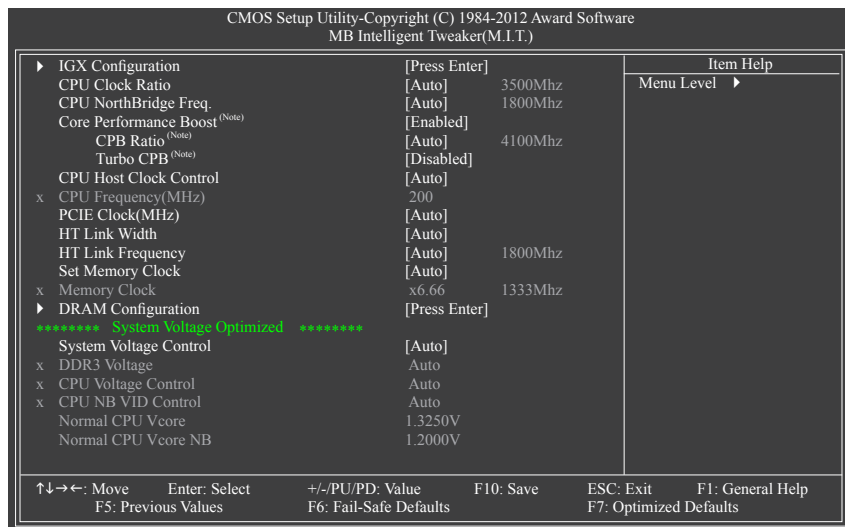 CMOS Setup Utility-Copyright (C) 1984-2012 Award Software
MB Intelligent Tweaker(M.I.T.)
▶ IGX Configuration [Press Enter]
CPU Clock Ratio [Auto] 3500Mhz
CPU NorthBridge Freq. [Auto] 1800Mhz
Core Performance Boost (Note) [Enabled]
CPB Ratio (Note) [Auto] 4100Mhz
Turbo CPB (Note) [Disabled]
CPU Host Clock Control [Auto]
x CPU Frequency(MHz) 200
PCIE Clock(MHz) [Auto]
HT Link Width [Auto]
HT Link Frequency [Auto] 1800Mhz
Set Memory Clock [Auto]
x Memory Clock x6.66 1333Mhz
▶ DRAM Configuration [Press Enter]
******** System Voltage Optimized ********
System Voltage Control [Auto]
x DDR3 Voltage Auto
x CPU Voltage Control Auto
x CPU NB VID Control Auto
Normal CPU Vcore 1.3250V
Normal CPU Vcore NB 1.2000V
Item Help
Menu Level ▶
↑↓→←: Move Enter: Select +/-/PU/PD: Value F10: Save ESC: Exit F1: General Help
F5: Previous Values F6: Fail-Safe Defaults F7: Optimized Defaults